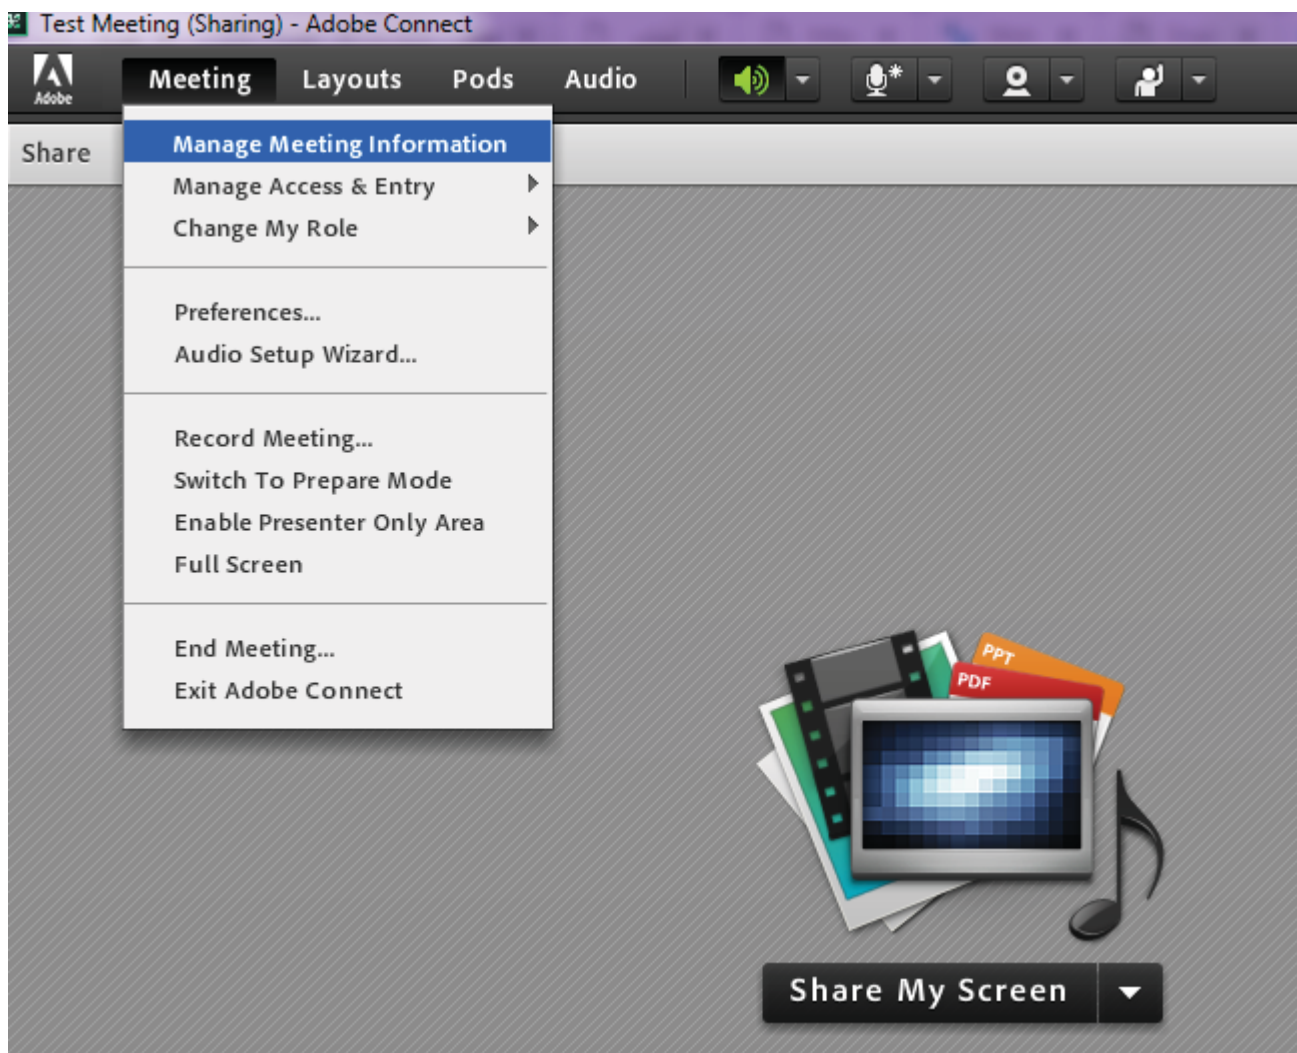 Test Meeting (Sharing) - Adobe Connect
Adobe
Meeting Layouts Pods Audio
Share
Manage Meeting Information
Manage Access & Entry
Change My Role
Preferences...
Audio Setup Wizard...
Record Meeting...
Switch To Prepare Mode
Enable Presenter Only Area
Full Screen
End Meeting...
Exit Adobe Connect
PPT
PDF
Share My Screen